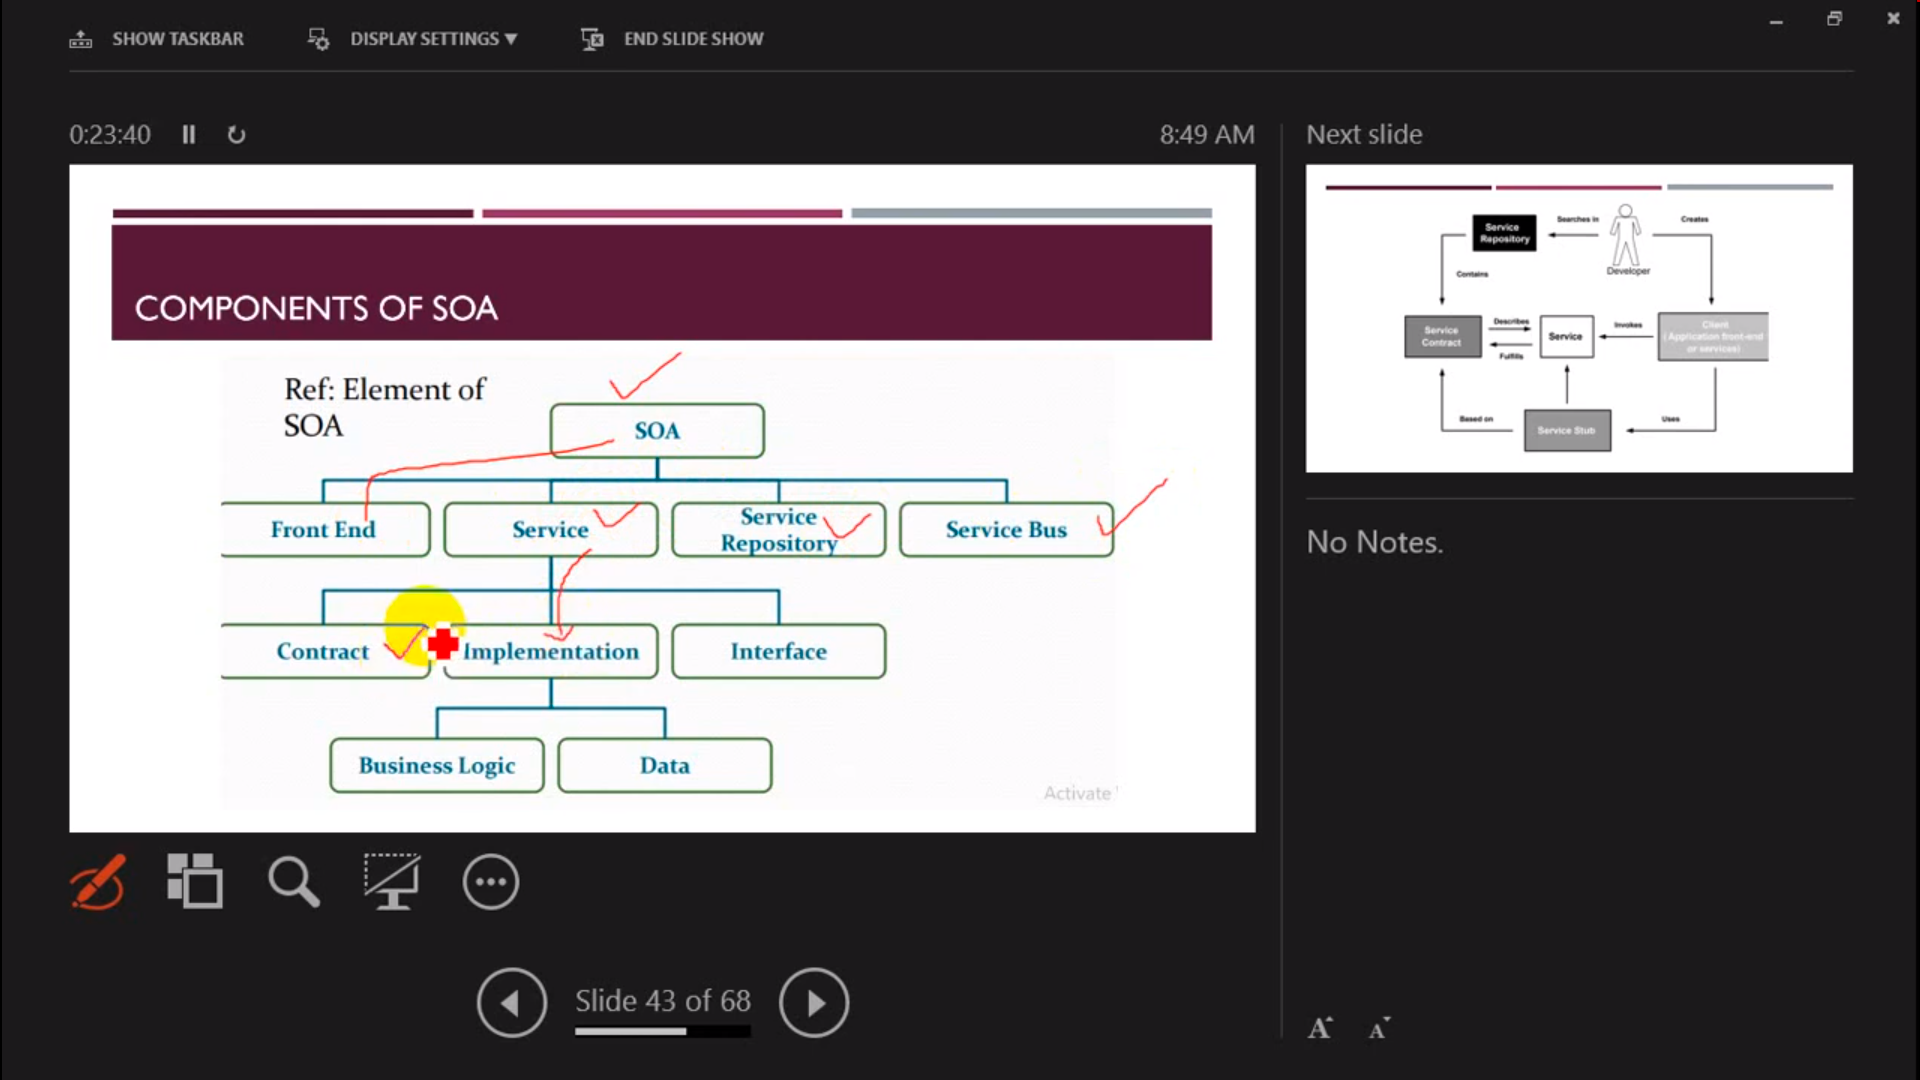 SHOW TASKBAR
DISPLAY SETTINGS ▼
END SLIDE SHOW
0:23:40
8:49 AM
Next slide
COMPONENTS OF SOA
Ref: Element of
SOA
SOA
Front End
Service
Service
Repository
Service Bus
Contract
Implementation
Interface
Business Logic
Data
Activate
Service
Repository
Searches in
Creates
Developer
Contains
Service
Contract
Describes
Fulfills
Service
Invokes
Client
(Application front-end
or services)
Based on
Service Stub
Uses
No Notes.
Slide 43 of 68
A A